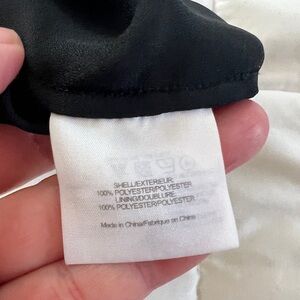 SHELL/EXTERIEUR:
100% POLYESTER/POLYESTER
LINING/DOUBLURE:
100% POLYESTER/POLYESTER
Made in China/Fabriqué en Chine